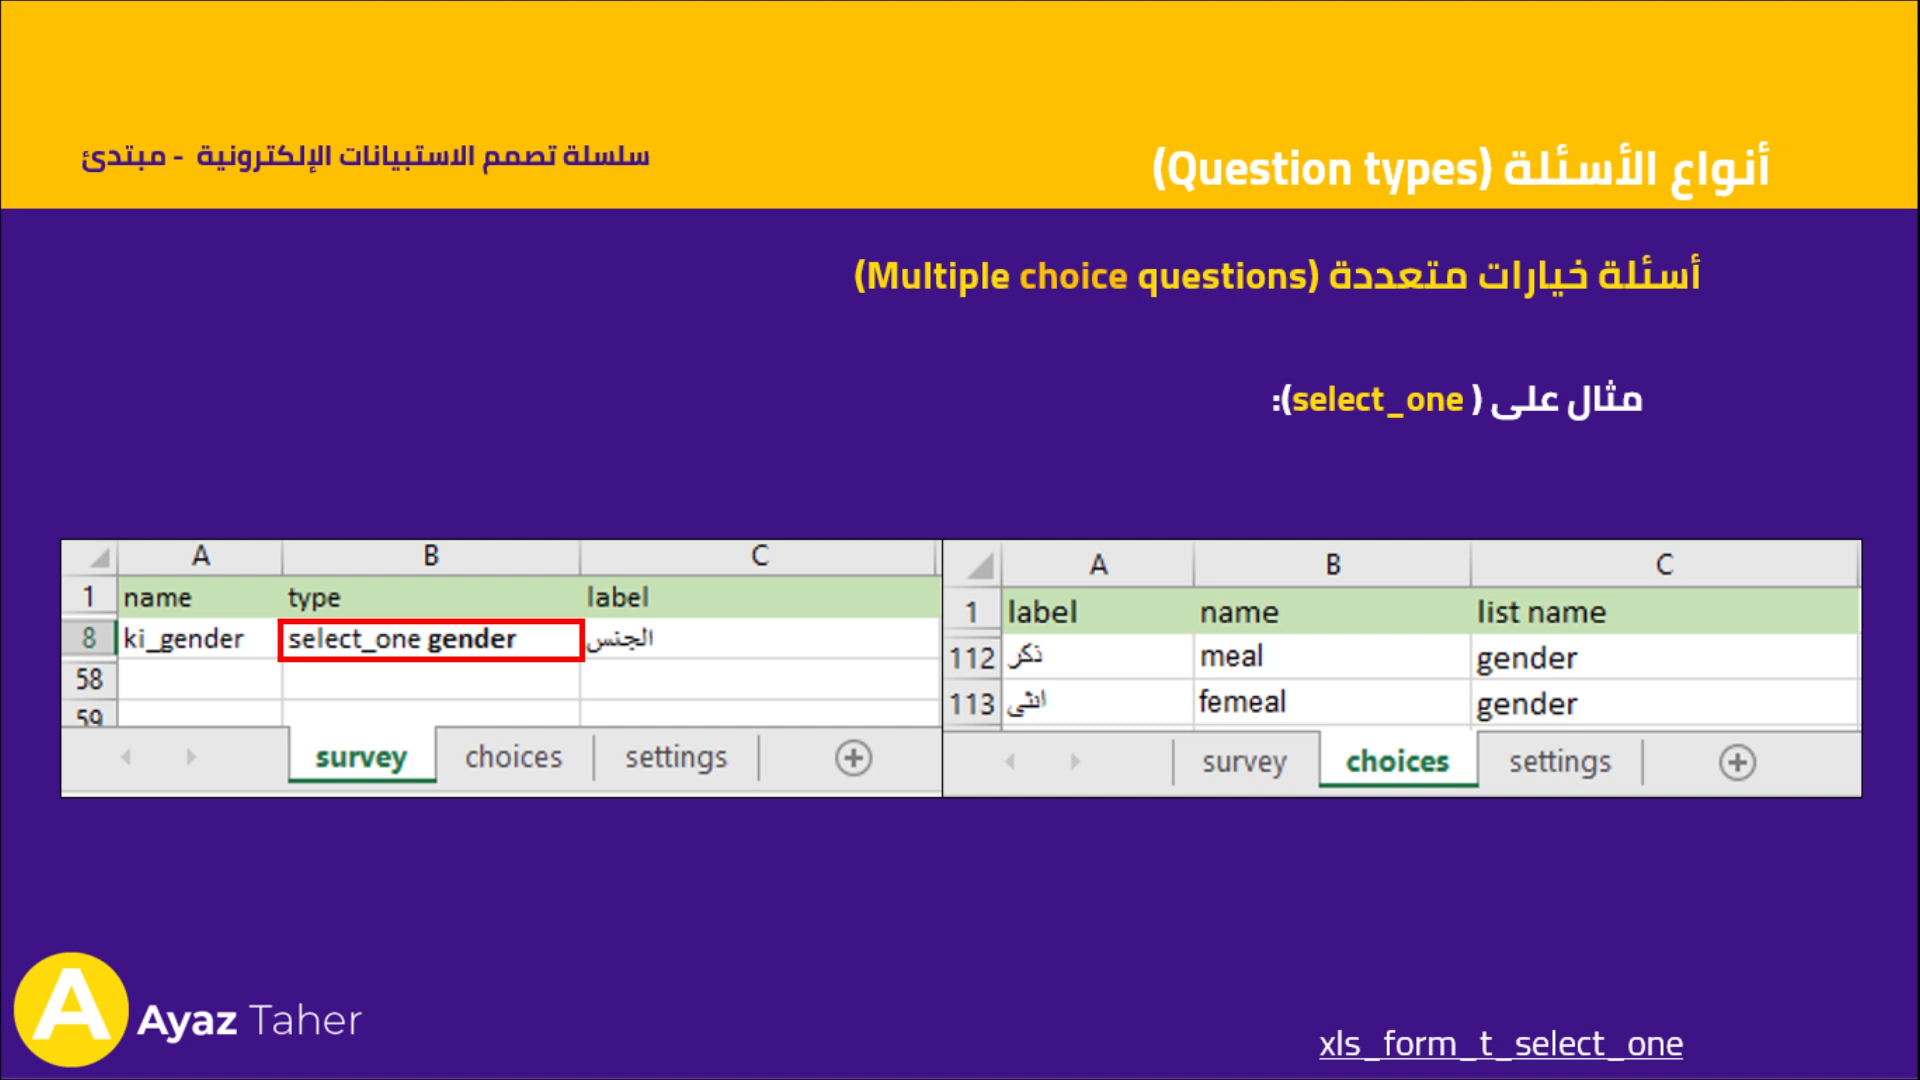 أنواع الأسئلة (Question types)
سلسلة تصمم الاستبيانات الإلكترونية - مبتدئ
أسئلة خيارات متعددة (Multiple choice questions)
مثال على ( select_one):
A B C
1 name type label
8 ki_gender select_one gender الجنس
58
59
survey choices settings
A B C
1 label name list name
112 ذكر meal gender
113 انثى femeal gender
survey choices settings
A Ayaz Taher
xls_form_t_select_one